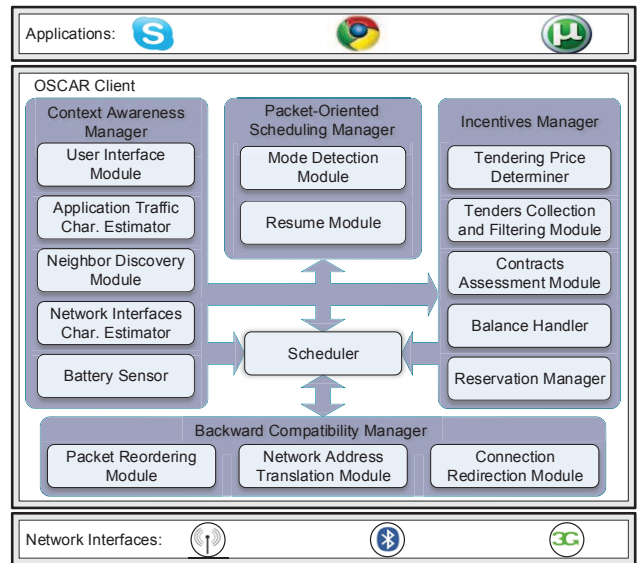 Applications:
S
µ
OSCAR Client
Context Awareness
Manager
User Interface
Module
Application Traffic
Char. Estimator
Neighbor Discovery
Module
Network Interfaces
Char. Estimator
Battery Sensor
Packet-Oriented
Scheduling Manager
Mode Detection
Module
Resume Module
Incentives Manager
Tendering Price
Determiner
Tenders Collection
and Filtering Module
Contracts
Assessment Module
Balance Handler
Reservation Manager
Scheduler
Backward Compatibility Manager
Packet Reordering
Module
Network Address
Translation Module
Connection
Redirection Module
Network Interfaces:
3G